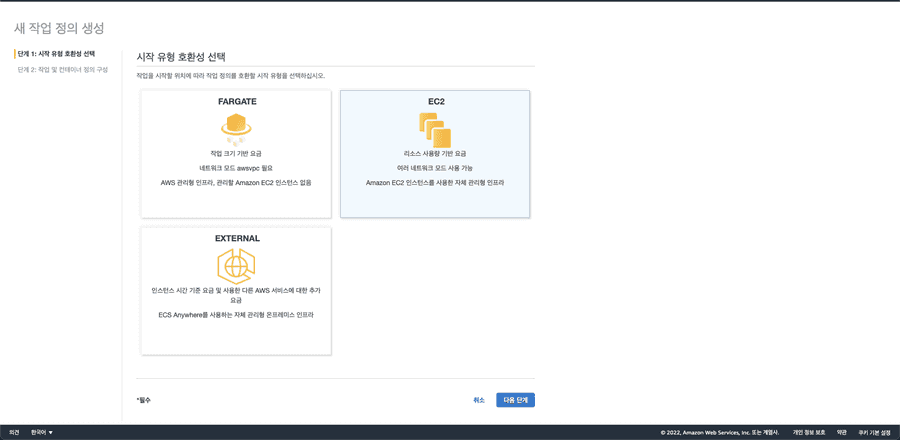 새 작업 정의 생성
단계 1: 시작 유형 호환성 선택
단계 2: 작업 및 컨테이너 정의 구성
시작 유형 호환성 선택
작업을 시작할 위치에 따라 작업 정의를 호환할 시작 유형을 선택하십시오.
FARGATE
작업 크기 기반 요금
네트워크 모드 awsvpc 필요
AWS 관리형 인프라, 관리할 Amazon EC2 인스턴스 없음
EC2
리소스 사용량 기반 요금
여러 네트워크 모드 사용 가능
Amazon EC2 인스턴스를 사용한 자체 관리형 인프라
EXTERNAL
인스턴스 시간 기준 요금 및 사용한 다른 AWS 서비스에 대한 추가
요금
ECS Anywhere를 사용하는 자체 관리형 온프레미스 인프라
*필수
취소
다음 단계
의견
한국어
© 2022, Amazon Web Services, Inc. 또는 계열사.
개인 정보 보호
약관
쿠키 기본 설정